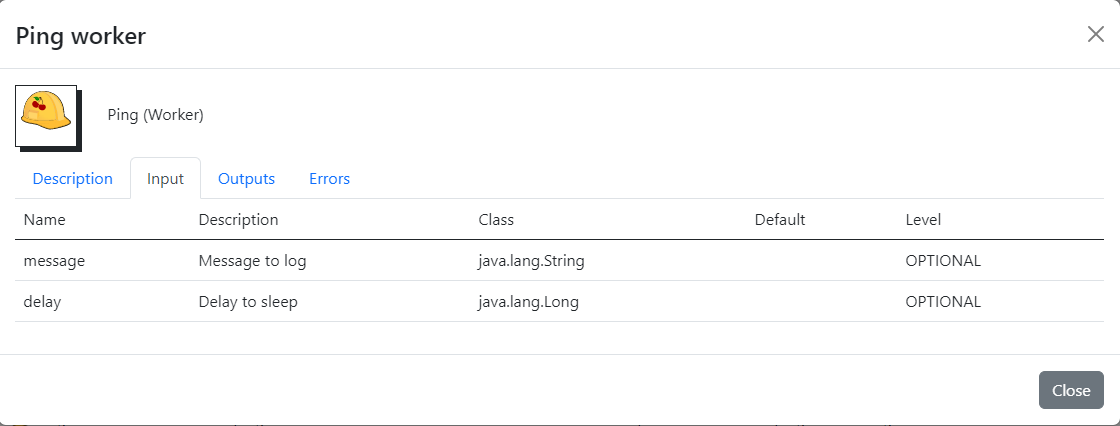 Ping worker
Ping (Worker)
Description Input Outputs Errors
Name Description Class Default Level
message Message to log java.lang.String OPTIONAL
delay Delay to sleep java.lang.Long OPTIONAL
Close